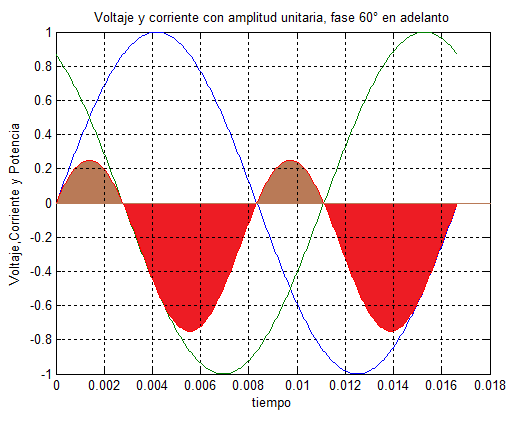 Voltaje y corriente con amplitud unitaria, fase 60° en adelanto
Voltaje,Corriente y Potencia
1
0.8
0.6
0.4
0.2
0
-0.2
-0.4
-0.6
-0.8
-1
0 0.002 0.004 0.006 0.008 0.01 0.012 0.014 0.016 0.018
tiempo